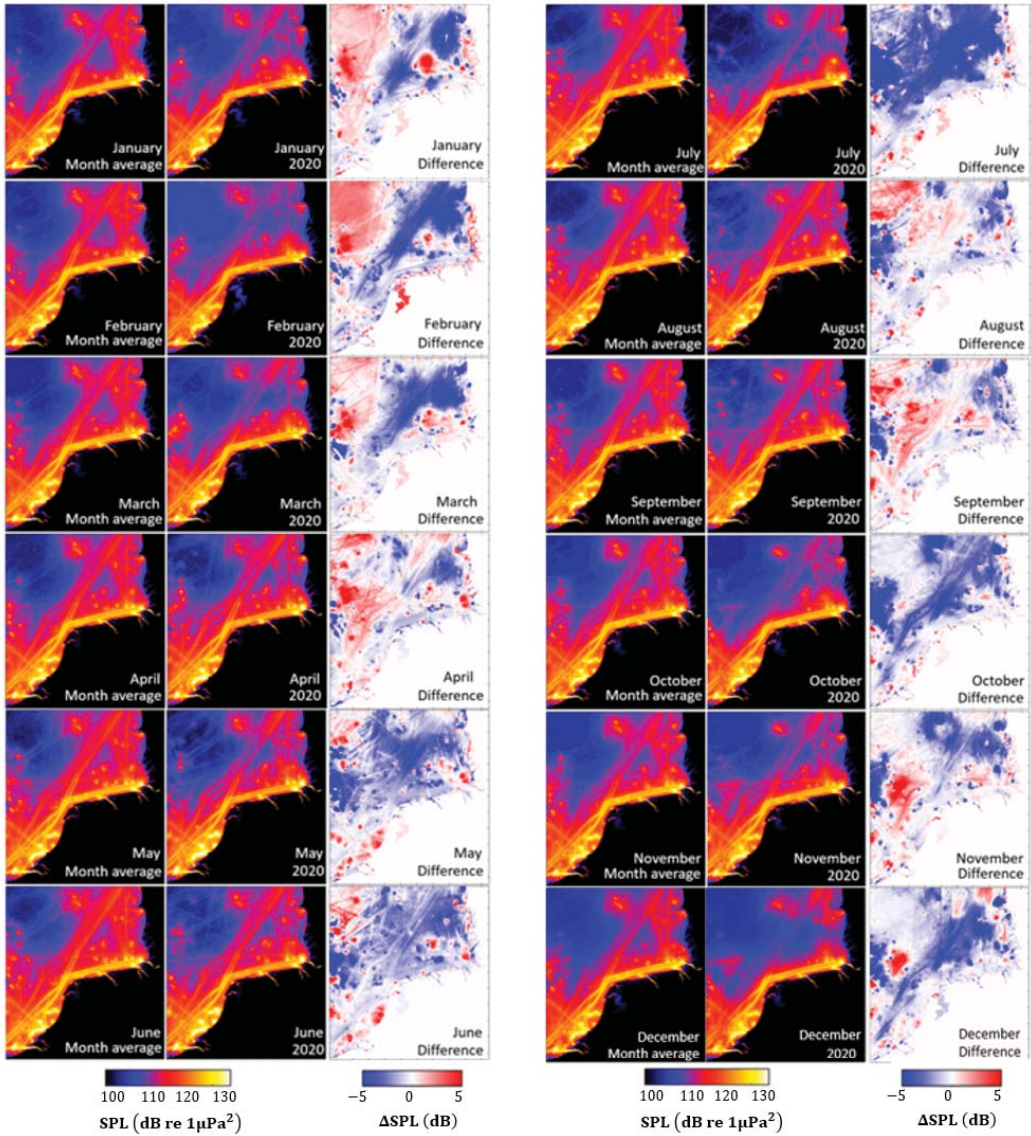 January
Month average
January
2020
January
Difference
February
Month average
February
2020
February
Difference
March
Month average
March
2020
March
Difference
April
Month average
April
2020
April
Difference
May
Month average
May
2020
May
Difference
June
Month average
June
2020
June
Difference
100 110 120 130
SPL (dB re 1μPa²)
−5 0 5
ΔSPL (dB)
July
Month average
July
2020
July
Difference
August
Month average
August
2020
August
Difference
September
Month average
September
2020
September
Difference
October
Month average
October
2020
October
Difference
November
Month average
November
2020
November
Difference
December
Month average
December
2020
December
Difference
100 110 120 130
SPL (dB re 1μPa²)
−5 0 5
ΔSPL (dB)